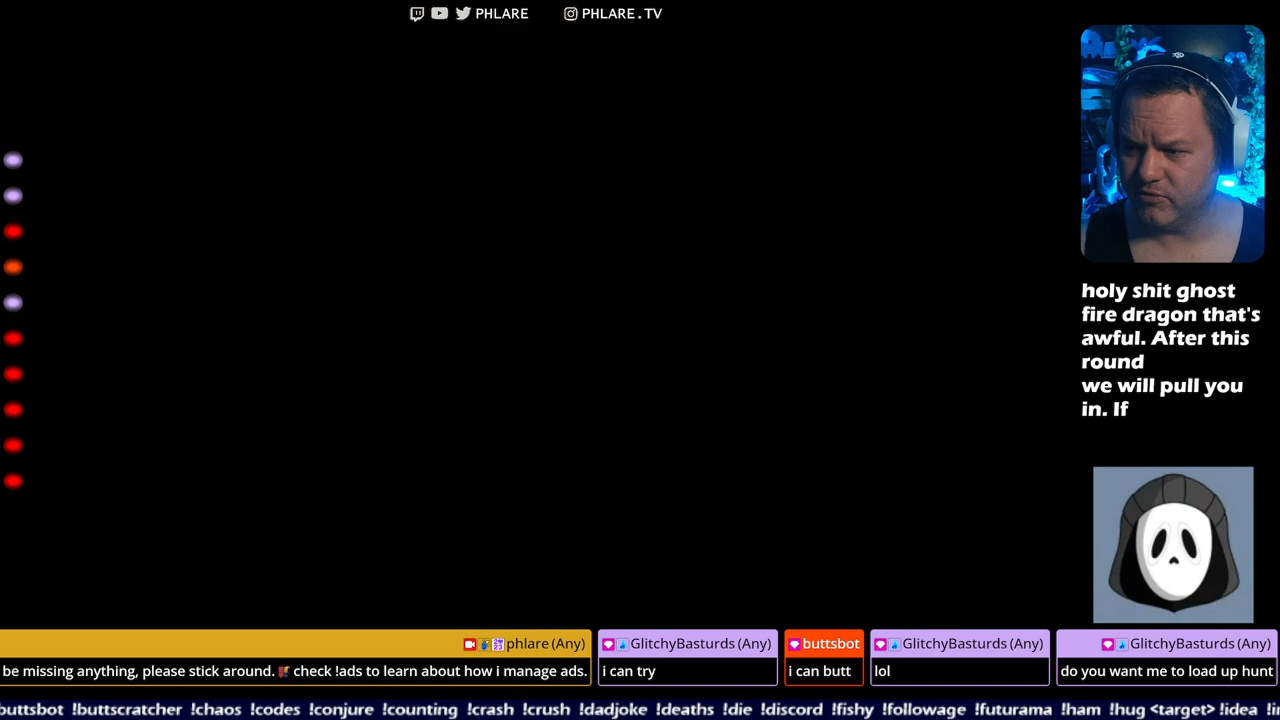 PHLARE PHLARE.TV
holy shit ghost
fire dragon that's
awful. After this
round
we will pull you
in. If
phlare (Any) GlitchyBasturds (Any) buttsbot GlitchyBasturds (Any) GlitchyBasturds (Any)
be missing anything, please stick around. check !ads to learn about how i manage ads. i can try i can butt lol do you want me to load up hunt
buttsbot !buttscratcher !chaos !codes !conjure !counting !crash !crush !dadjoke !deaths !die !discord !fishy !followage !futurama !ham !hug <target> !idea